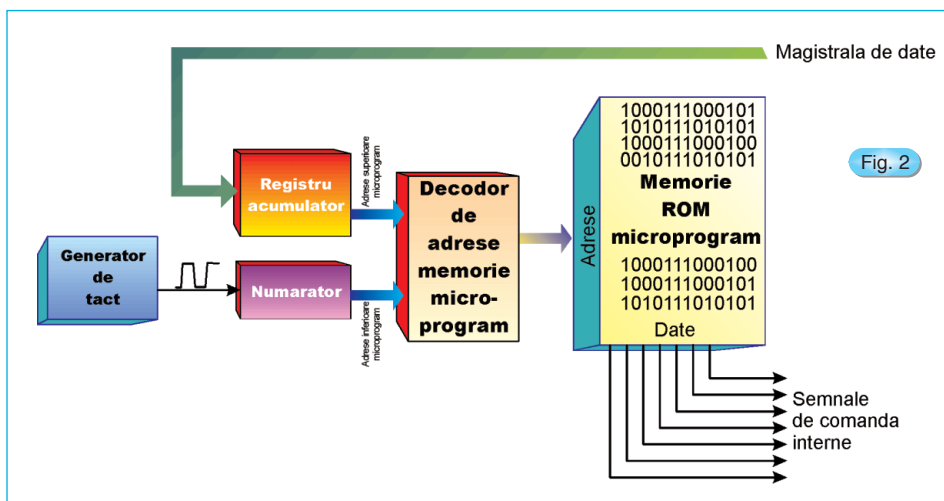 Magistrala de date
1000111000101
1010111010101
1000111000100
0010111010101
Memorie
ROM
microprogram
1000111000100
1000111000101
1010111010101
Date
Adrese
Fig. 2
Registru
acumulator
Adrese superioare
microprogram
Decodor
de
adrese
memorie
micro-
program
Generator
de
tact
Numarator
Adrese inferioare
microprogram
Semnale
de comanda
interne